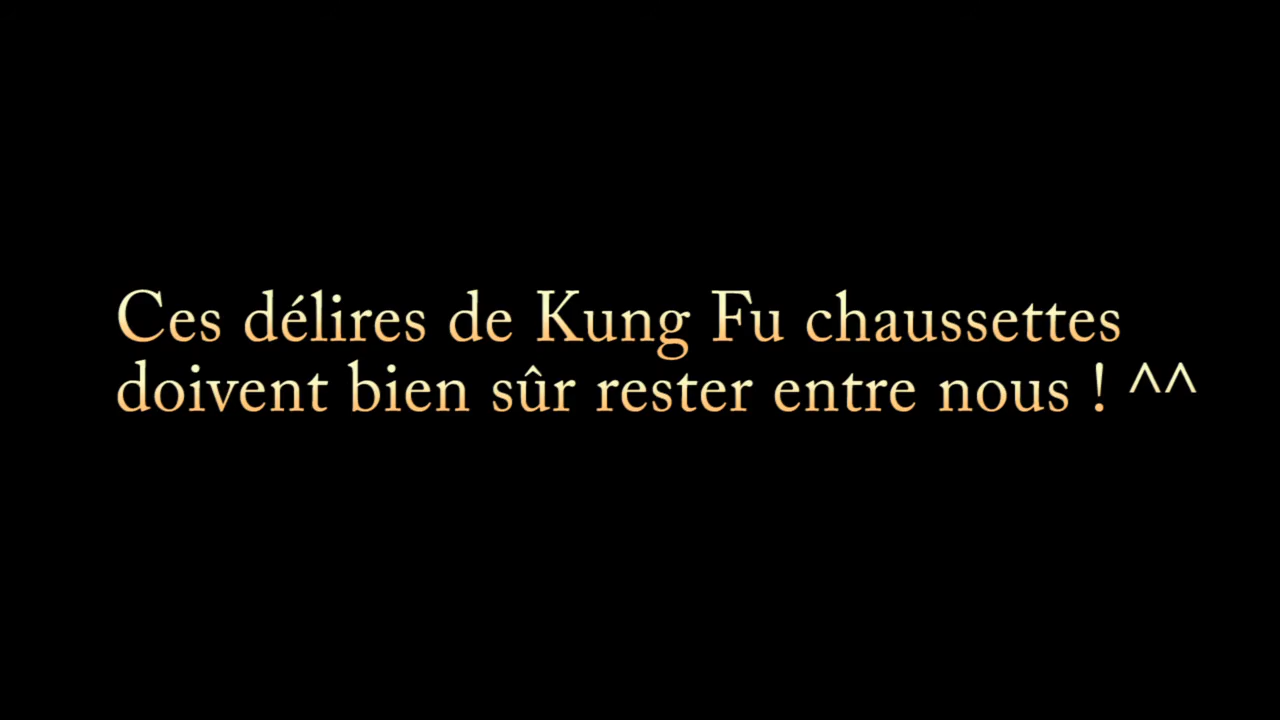 Ces délires de Kung Fu chaussettes
doivent bien sûr rester entre nous ! ^^